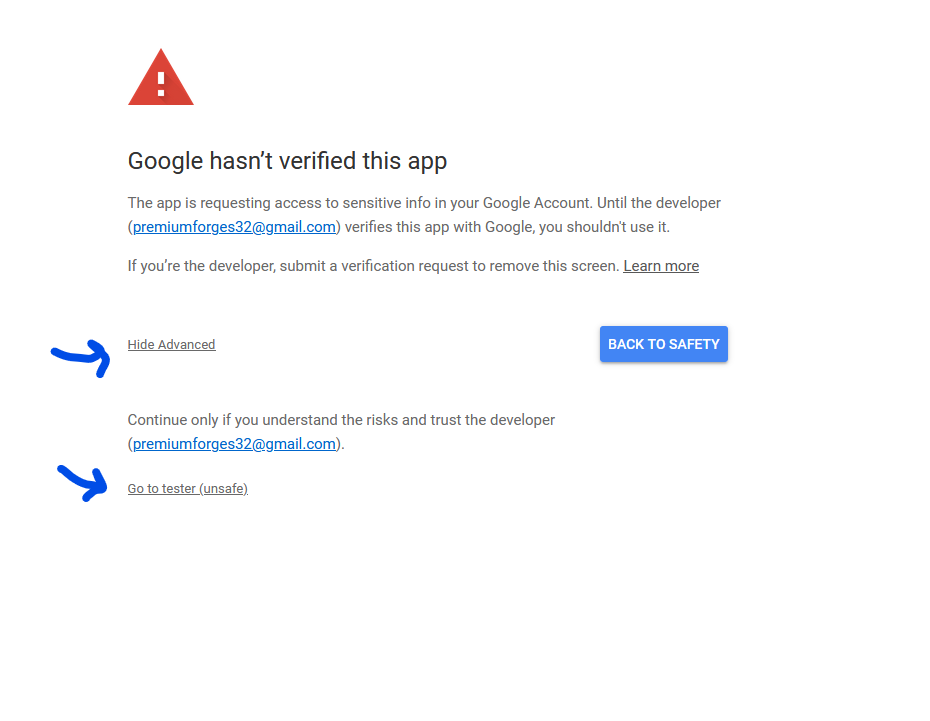 Google hasn’t verified this app
The app is requesting access to sensitive info in your Google Account. Until the developer
(premiumforges32@gmail.com) verifies this app with Google, you shouldn't use it.
If you’re the developer, submit a verification request to remove this screen. Learn more
Hide Advanced
BACK TO SAFETY
Continue only if you understand the risks and trust the developer
(premiumforges32@gmail.com).
Go to tester (unsafe)